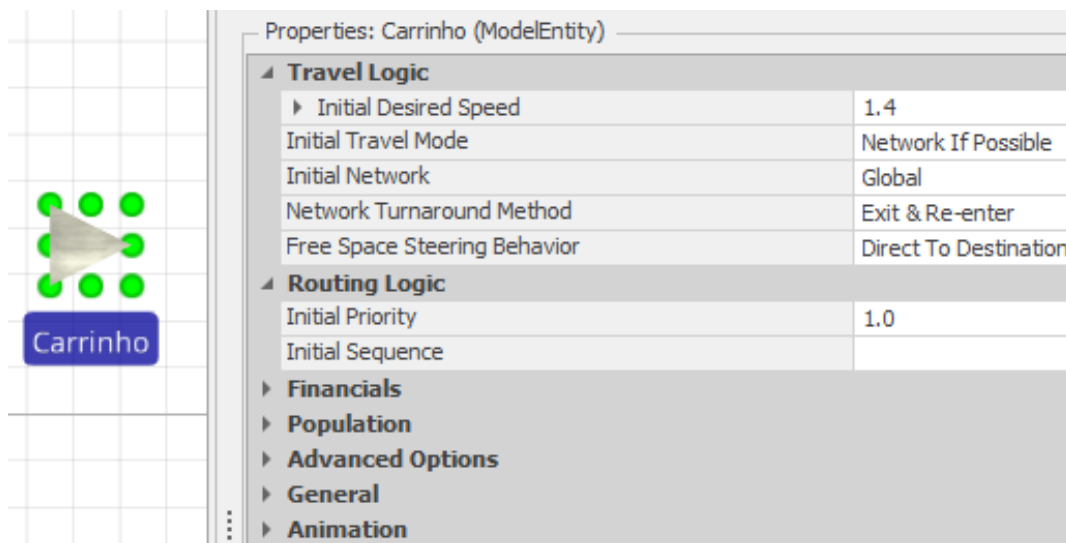 Properties: Carrinho (ModelEntity)
Travel Logic
Initial Desired Speed 1.4
Initial Travel Mode Network If Possible
Initial Network Global
Network Turnaround Method Exit & Re-enter
Free Space Steering Behavior Direct To Destination
Routing Logic
Initial Priority 1.0
Initial Sequence
Financials
Population
Advanced Options
General
Animation
Carrinho